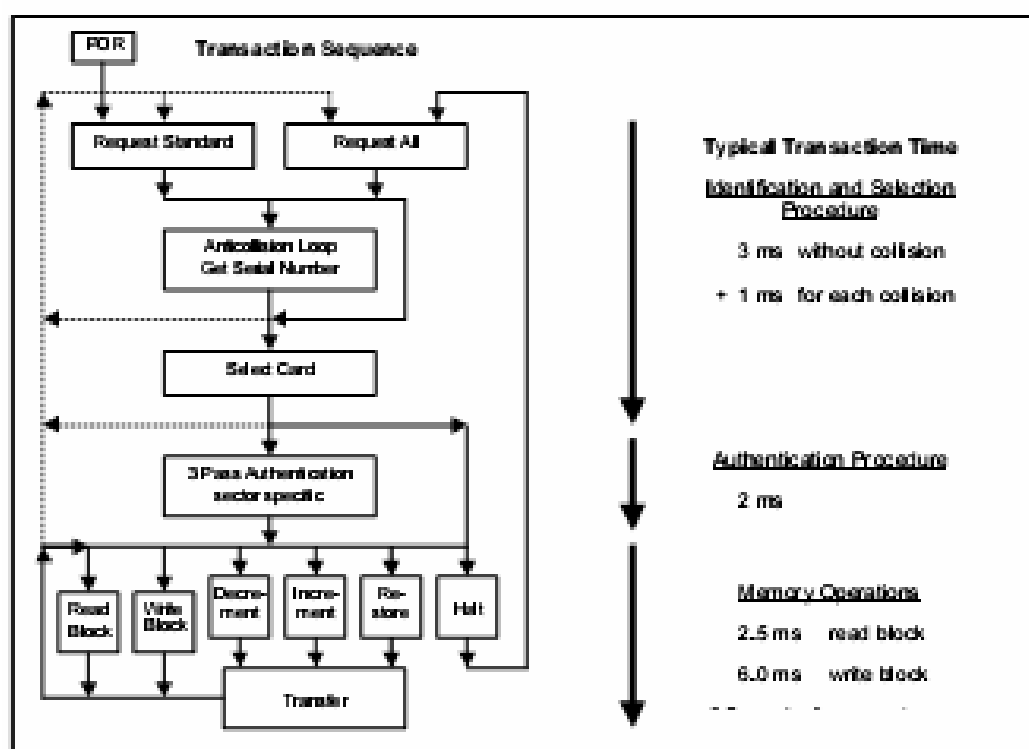 POR
Transaction Sequence
Request Standard
Request All
Anticollision Loop
Get Serial Number
Select Card
3 Pass Authentication
sector specific
Read
Block
Write
Block
Decre-
ment
Incre-
ment
Re-
store
Halt
Transfer
Typical Transaction Time
Identification and Selection
Procedure
3 ms without collision
+ 1 ms for each collision
Authentication Procedure
2 ms
Memory Operations
2.5 ms read block
6.0 ms write block